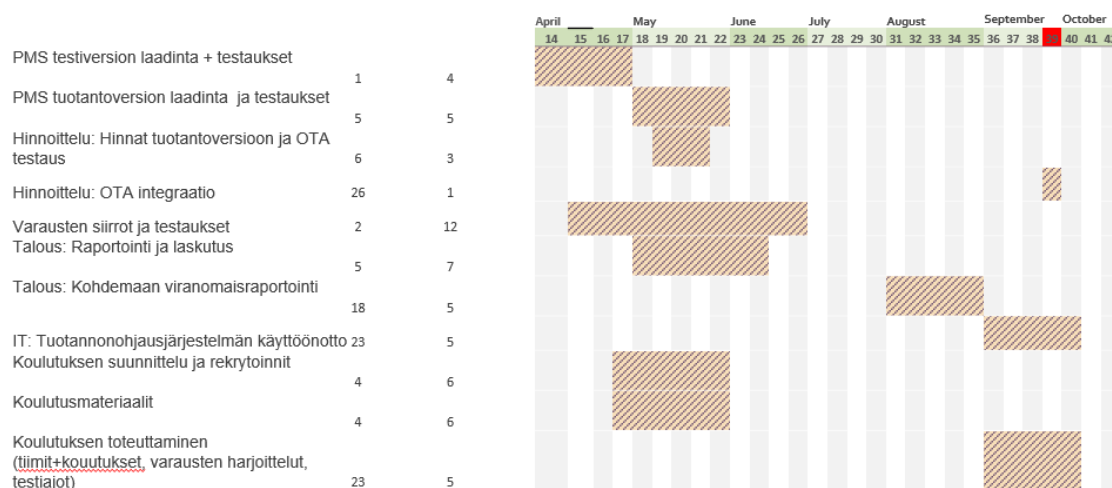 April May June July August September October
14 15 16 17 18 19 20 21 22 23 24 25 26 27 28 29 30 31 32 33 34 35 36 37 38 39 40 41 42
PMS testiversion laadinta + testaukset
1 4
PMS tuotantoversion laadinta ja testaukset
5 5
Hinnoittelu: Hinnat tuotantoversioon ja OTA
testaus 6 3
Hinnoittelu: OTA integraatio 26 1
Varausten siirrot ja testaukset 2 12
Talous: Raportointi ja laskutus
5 7
Talous: Kohdemaan viranomaisraportointi
18 5
IT: Tuotannonohjausjärjestelmän käyttöönotto 23 5
Koulutuksen suunnittelu ja rekrytoinnit
4 6
Koulutusmateriaalit
4 6
Koulutuksen toteuttaminen
(tiimit+kouutukset, varausten harjoittelut,
testiajot) 23 5